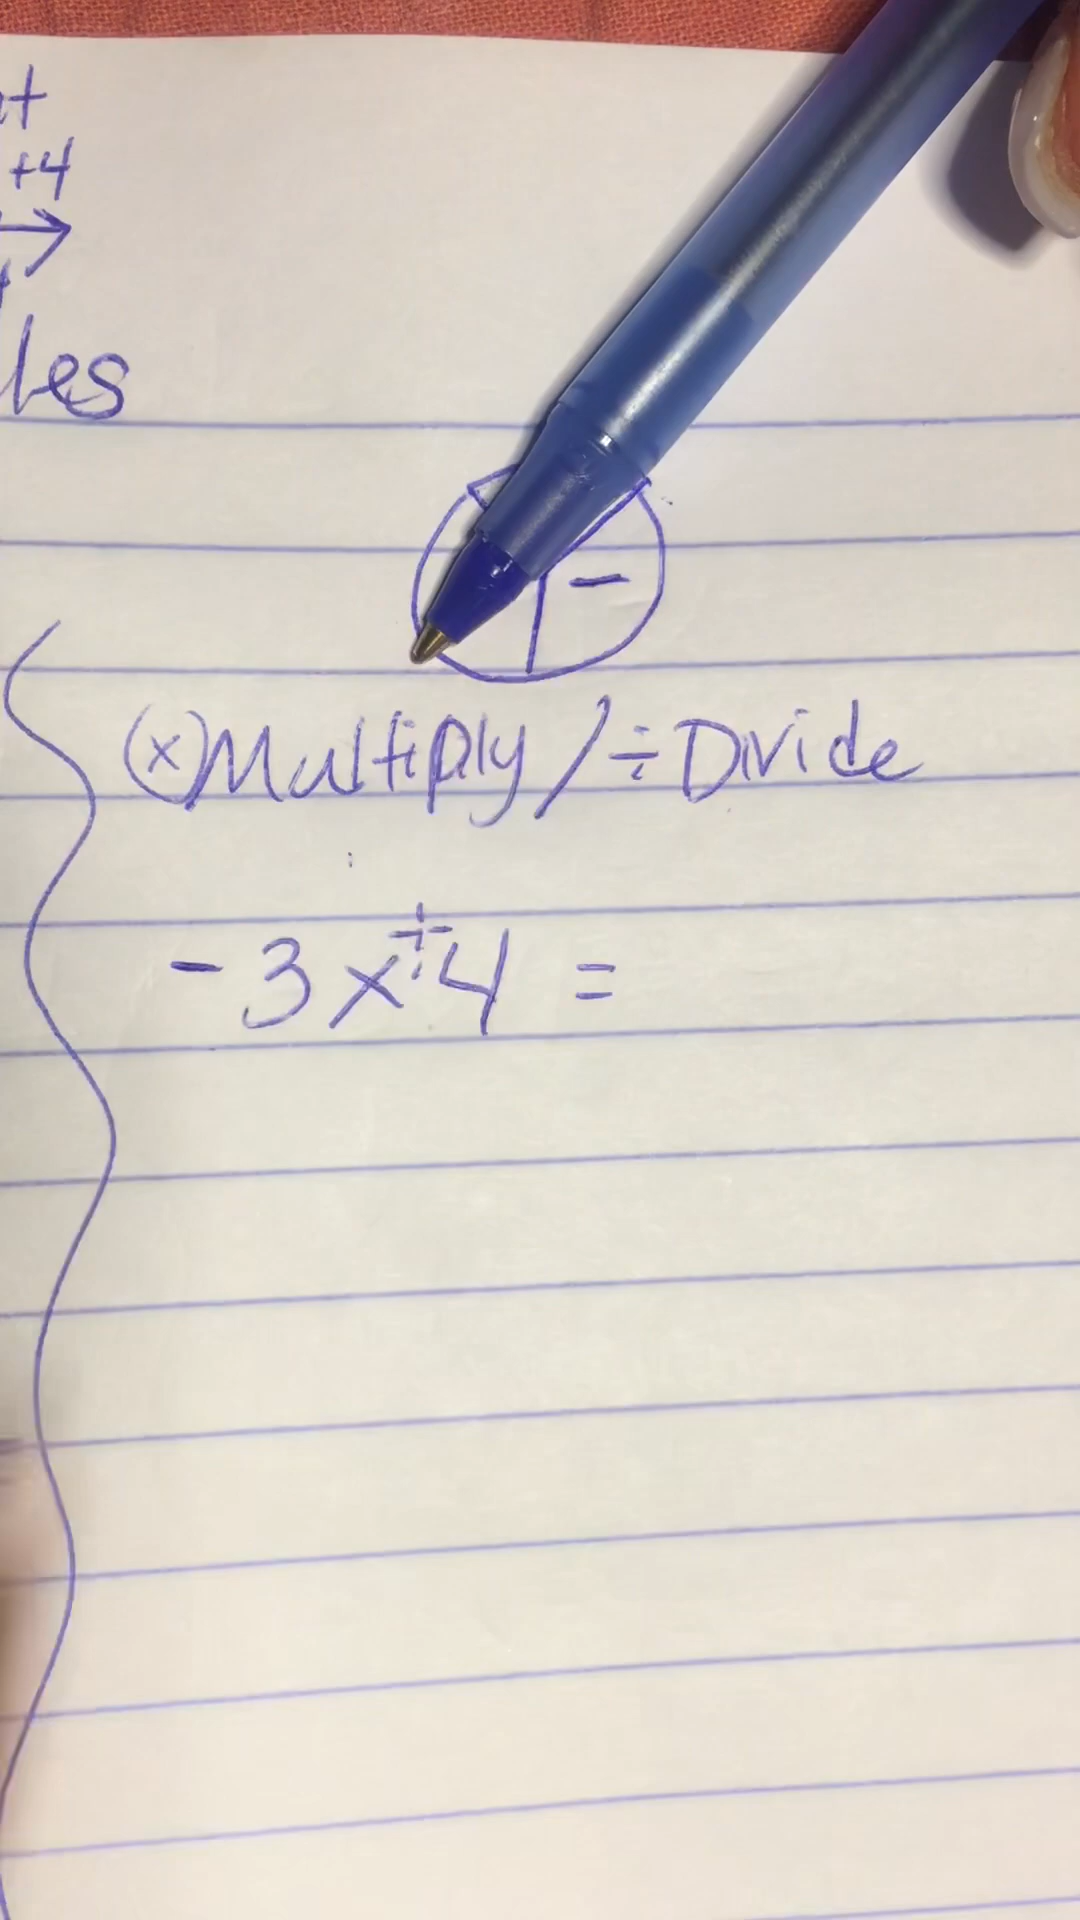 +4
les
−
(x) Multiply / ÷ Divide
-3 x +4 =